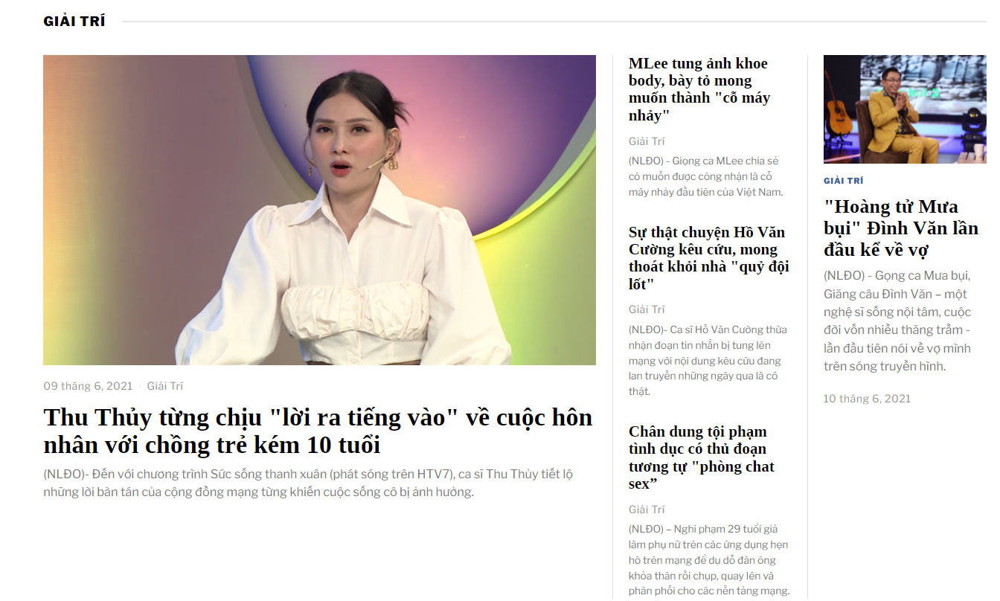 GIẢI TRÍ
09 tháng 6, 2021 · Giải Trí
Thu Thủy từng chịu "lời ra tiếng vào" về cuộc hôn
nhân với chồng trẻ kém 10 tuổi
(NLĐO)- Đến với chương trình Sức sống thanh xuân (phát sóng trên HTV7), ca sĩ Thu Thủy tiết lộ
những lời bàn tán của cộng đồng mạng từng khiến cuộc sống cô bị ảnh hưởng.
MLee tung ảnh khoe
body, bày tỏ mong
muốn thành "cỗ máy
nhảy"
Giải Trí
(NLĐO) - Giọng ca MLee chia sẻ
cô muốn được công nhận là cỗ
máy nhảy đầu tiên của Việt Nam.
Sự thật chuyện Hồ Văn
Cường kêu cứu, mong
thoát khỏi nhà "quỷ đội
lốt"
Giải Trí
(NLĐO)- Ca sĩ Hồ Văn Cường thừa
nhận đoạn tin nhắn bị tung lên
mạng với nội dung kêu cứu đang
lan truyền những ngày qua là có
thật.
Chân dung tội phạm
tình dục có thủ đoạn
tương tự "phòng chat
sex”
Giải Trí
(NLĐO) – Nghi phạm 29 tuổi giả
làm phụ nữ trên các ứng dụng hẹn
hò trên mạng để dụ dỗ đàn ông
khỏa thân rồi chụp, quay lén và
phân phối cho các nền tảng mạng.
GIẢI TRÍ
"Hoàng tử Mưa
bụi" Đình Văn lần
đầu kể về vợ
(NLĐO) - Gọng ca Mưa bụi,
Giăng câu Đình Văn – một
nghệ sĩ sống nội tâm, cuộc
đời vốn nhiều thăng trầm -
lần đầu tiên nói về vợ mình
trên sóng truyền hình.
10 tháng 6, 2021